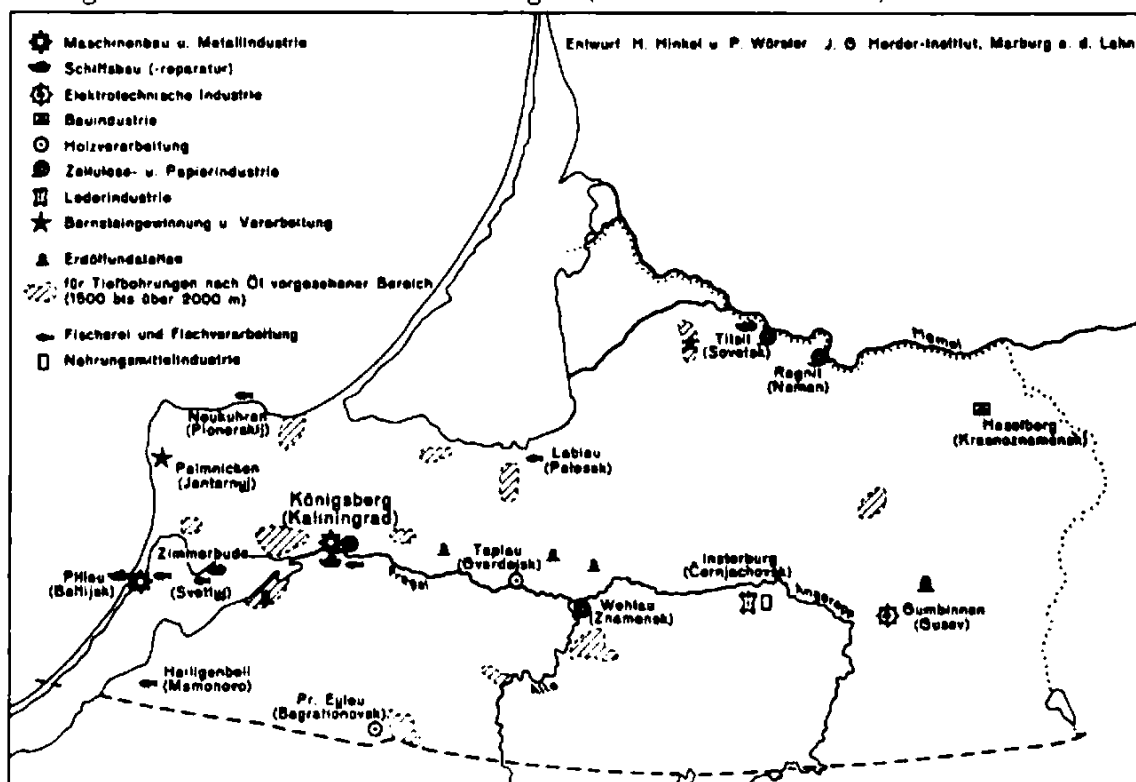 Maschinenbau u. Metallindustrie
Schiffsbau (-reparatur)
Elektrotechnische Industrie
Bauindustrie
Holzverarbeitung
Zellulose- u. Papierindustrie
Lederindustrie
Bernsteingewinnung u. Verarbeitung
Erdölfundstätten
für Tiefbohrungen nach Öl vorgesehener Bereich
(1500 bis über 2000 m)
Fischerei und Fischverarbeitung
Nahrungsmittelindustrie
Entwurf H. Hinkel u P. Wörster J. G Herder-Institut, Marburg a. d. Lahn
Memel
Tilsit
(Sovetsk)
Ragnit
(Neman)
Haselberg
(Krasnoznamensk)
Neukuhren
(Pionerskij)
Palmnicken
(Jantarnyj)
Labiau
(Polessk)
Königsberg
(Kaliningrad)
Zimmerbude
(Svetlyj)
Pillau
(Baltijsk)
Pregel
Tapiau
(Gvardejsk)
Wehlau
(Znamensk)
Insterburg
(Černjachovsk)
Angerapp
Gumbinnen
(Gusev)
Heiligenbeil
(Mamonovo)
Pr. Eylau
(Bagrationovsk)
Alle